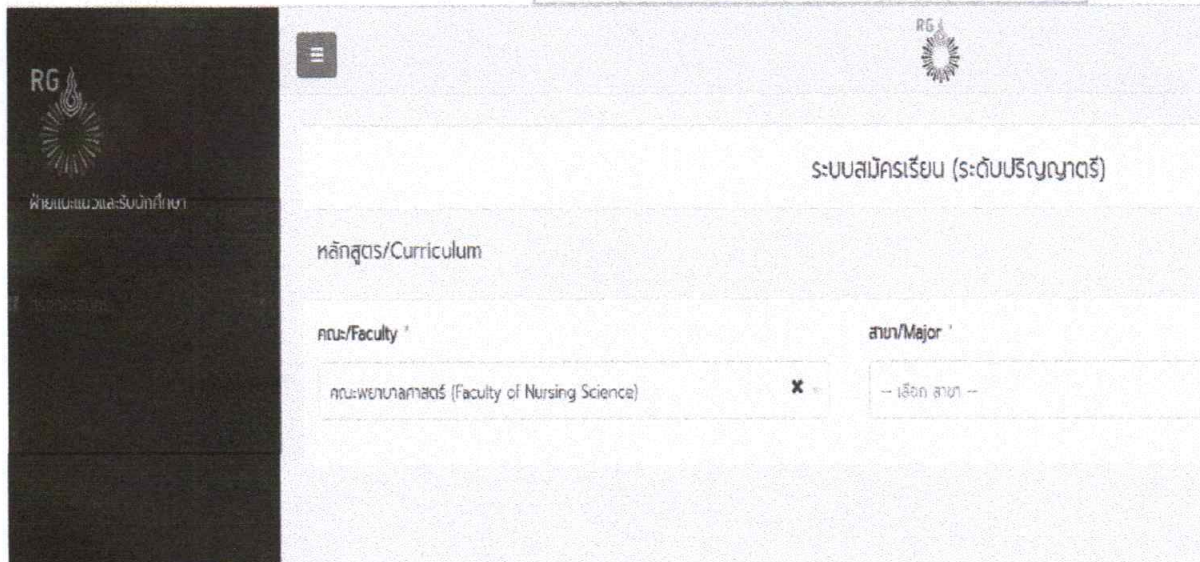 RG
ฝ่ายแนะแนวและรับนักศึกษา
RG
ระบบสมัครเรียน (ระดับปริญญาตรี)
หลักสูตร/Curriculum
คณะ/Faculty *
สาขา/Major *
คณะพยาบาลศาสตร์ (Faculty of Nursing Science)
-- เลือก สาขา --